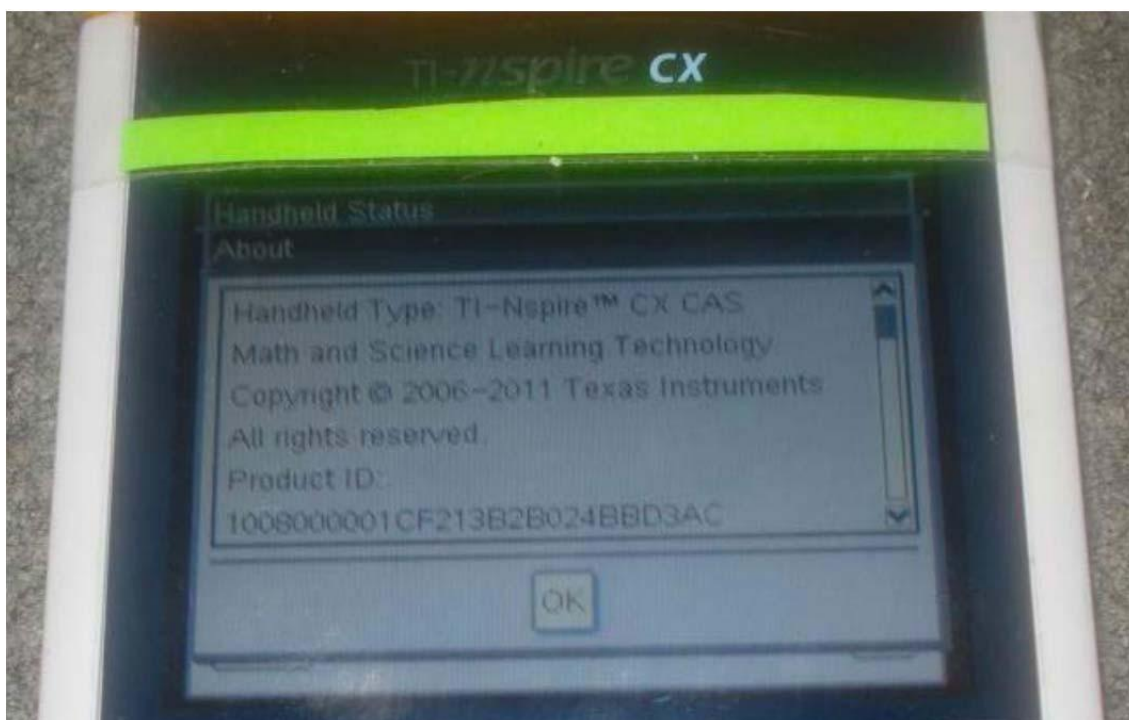 TI-nspire CX
Handheld Status
About
Handheld Type: TI-Nspire™ CX CAS
Math and Science Learning Technology
Copyright © 2006-2011 Texas Instruments
All rights reserved.
Product ID:
1008000001CF213B2B024BBD3AC
OK